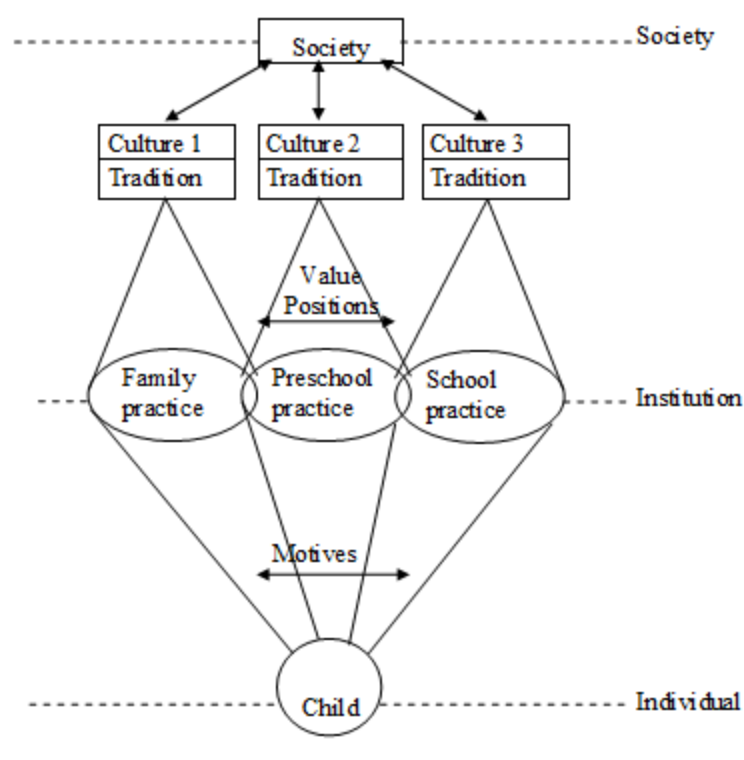 Society
Society
Culture 1
Tradition
Culture 2
Tradition
Culture 3
Tradition
Value
Positions
Family
practice
Preschool
practice
School
practice
Institution
Motives
Child
Individual